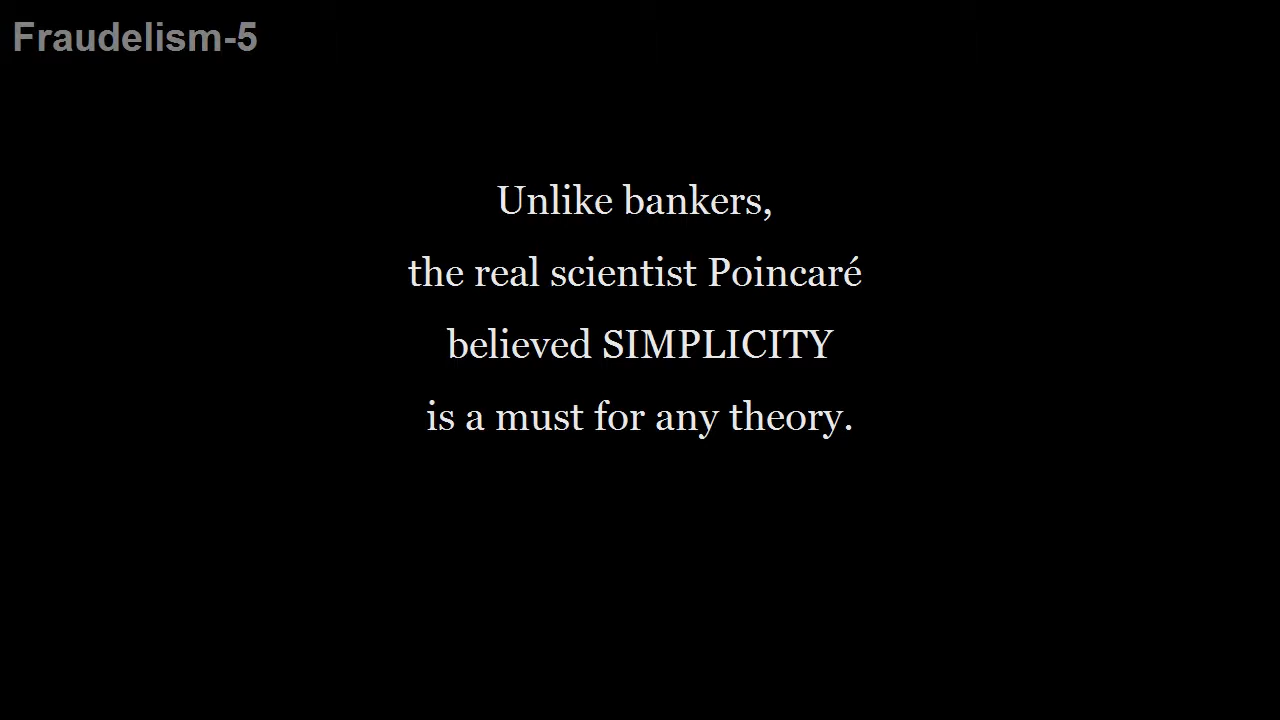 Fraudelism-5
Unlike bankers,
the real scientist Poincaré
believed SIMPLICITY
is a must for any theory.